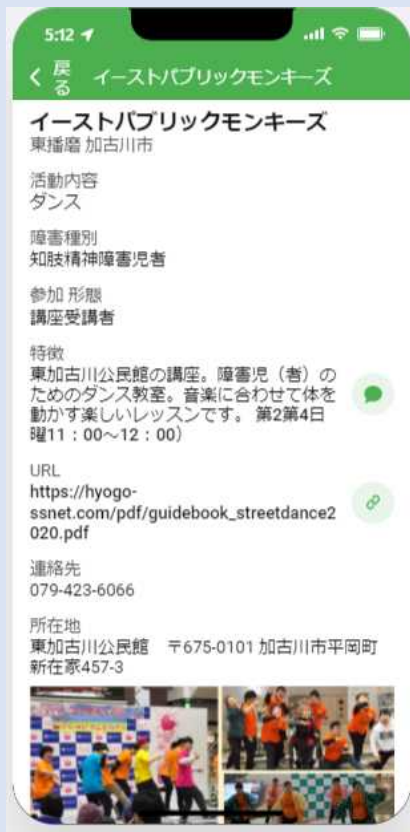 5:12
戻る
イーストパブリックモンキーズ
イーストパブリックモンキーズ
東播磨 加古川市
活動内容
ダンス
障害種別
知肢精神障害児者
参加 形態
講座受講者
特徴
東加古川公民館の講座。障害児（者）の
ためのダンス教室。音楽に合わせて体を
動かす楽しいレッスンです。 第2第4日
曜11：00～12：00）
URL
https://hyogo-
ssnet.com/pdf/guidebook_streetdance2
020.pdf
連絡先
079-423-6066
所在地
東加古川公民館　〒675-0101 加古川市平岡町
新在家457-3